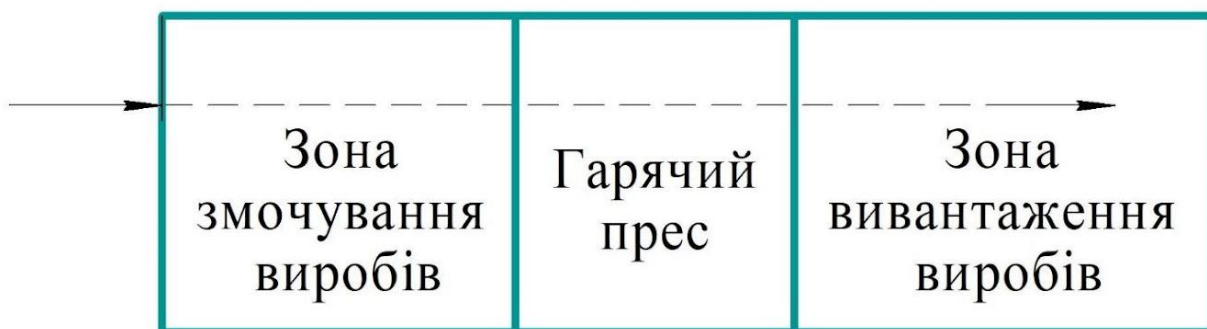 Зона
змочування
виробів
Гарячий
прес
Зона
вивантаження
виробів